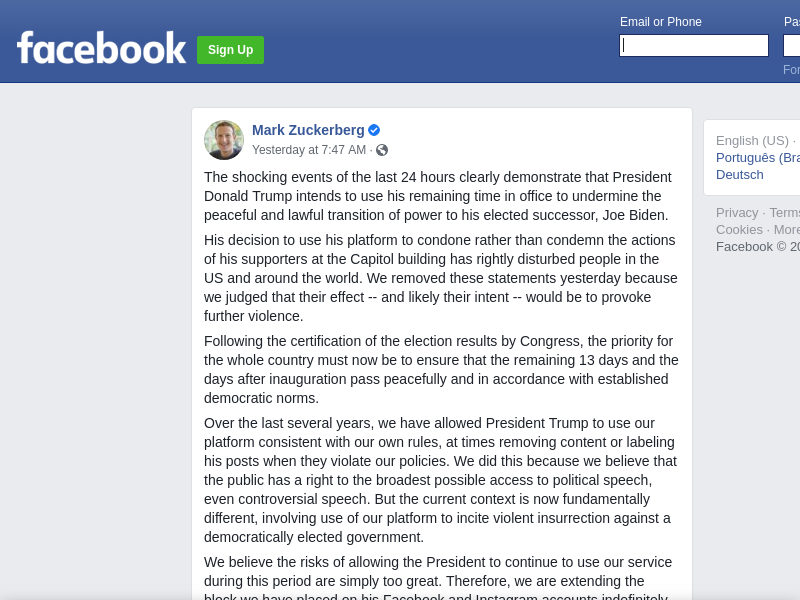 facebook
Sign Up
Email or Phone
Mark Zuckerberg
Yesterday at 7:47 AM ·
The shocking events of the last 24 hours clearly demonstrate that President
Donald Trump intends to use his remaining time in office to undermine the
peaceful and lawful transition of power to his elected successor, Joe Biden.
His decision to use his platform to condone rather than condemn the actions
of his supporters at the Capitol building has rightly disturbed people in the
US and around the world. We removed these statements yesterday because
we judged that their effect -- and likely their intent -- would be to provoke
further violence.
Following the certification of the election results by Congress, the priority for
the whole country must now be to ensure that the remaining 13 days and the
days after inauguration pass peacefully and in accordance with established
democratic norms.
Over the last several years, we have allowed President Trump to use our
platform consistent with our own rules, at times removing content or labeling
his posts when they violate our policies. We did this because we believe that
the public has a right to the broadest possible access to political speech,
even controversial speech. But the current context is now fundamentally
different, involving use of our platform to incite violent insurrection against a
democratically elected government.
We believe the risks of allowing the President to continue to use our service
during this period are simply too great. Therefore, we are extending the
block we have placed on his Facebook and Instagram accounts indefinitely
English (US) ·
Português (Bra
Deutsch
Privacy · Terms
Cookies · More
Facebook © 20